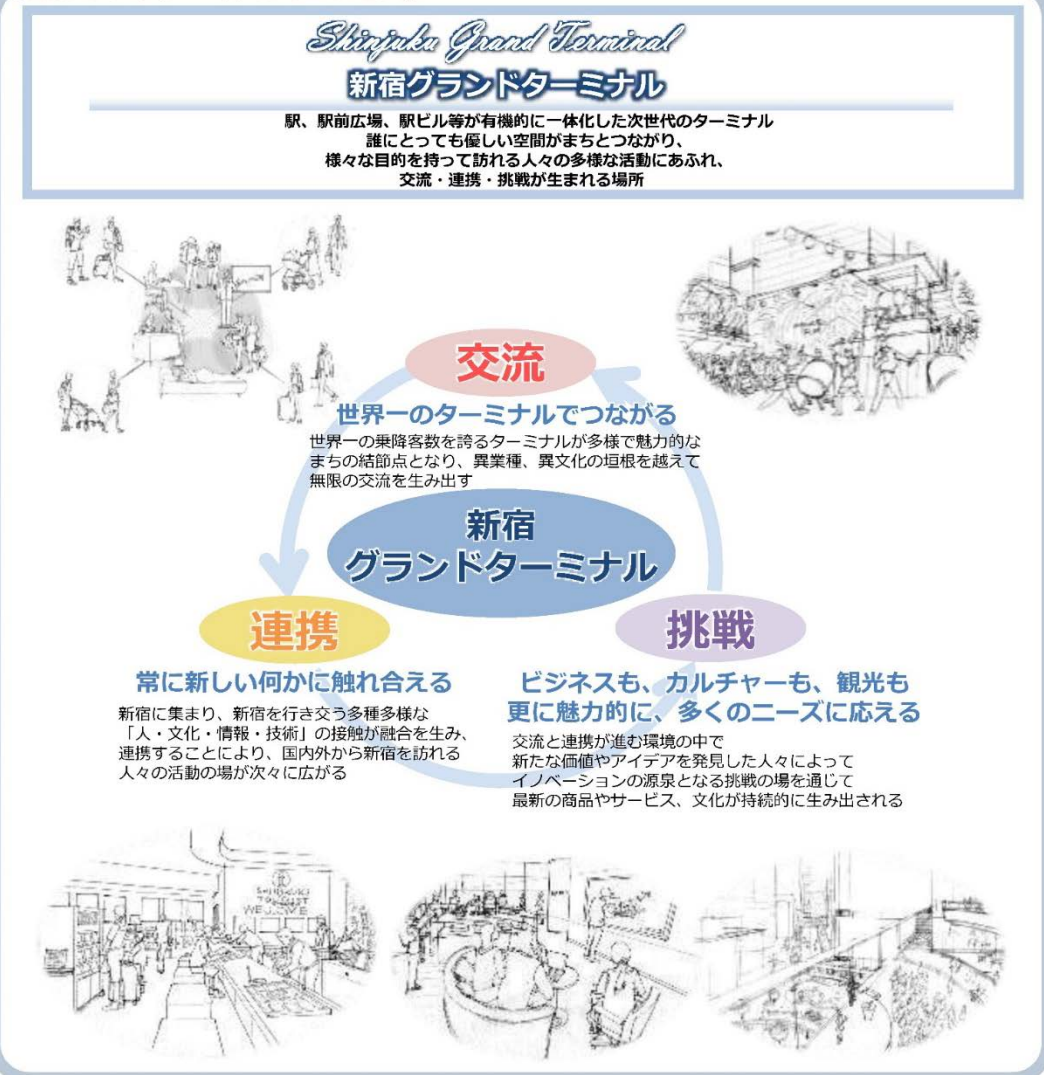 Shinjuku Grand Terminal
新宿グランドターミナル
駅、駅前広場、駅ビル等が有機的に一体化した次世代のターミナル
誰にとっても優しい空間がまちとつながり、
様々な目的を持って訪れる人々の多様な活動にあふれ、
交流・連携・挑戦が生まれる場所
交流
世界一のターミナルでつながる
世界一の乗降客数を誇るターミナルが多様で魅力的な
まちの結節点となり、異業種、異文化の垣根を越えて
無限の交流を生み出す
新宿
グランドターミナル
連携
常に新しい何かに触れ合える
新宿に集まり、新宿を行き交う多種多様な
「人・文化・情報・技術」の接触が融合を生み、
連携することにより、国内外から新宿を訪れる
人々の活動の場が次々に広がる
挑戦
ビジネスも、カルチャーも、観光も
更に魅力的に、多くのニーズに応える
交流と連携が進む環境の中で
新たな価値やアイデアを発見した人々によって
イノベーションの源泉となる挑戦の場を通じて
最新の商品やサービス、文化が持続的に生み出される
WELCOME